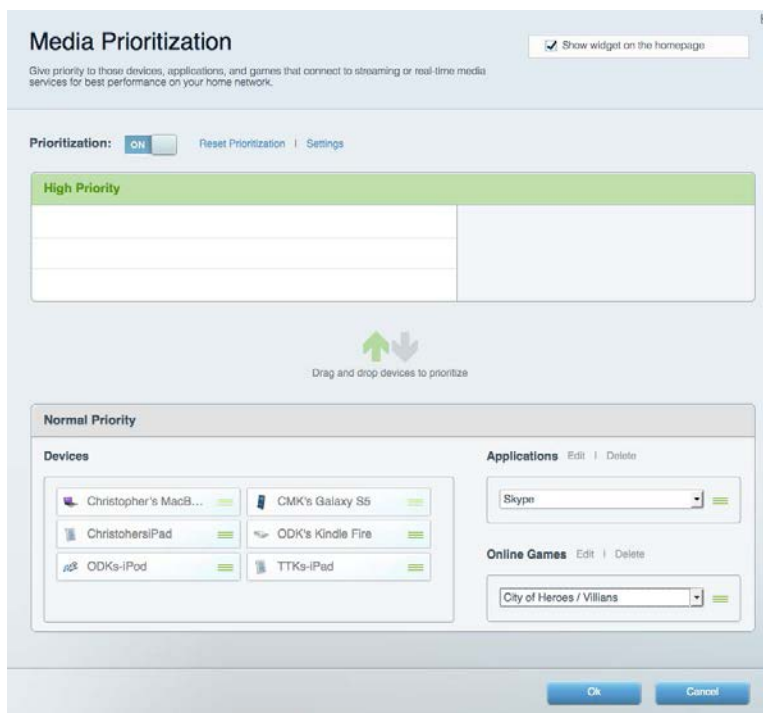 Media Prioritization
Show widget on the homepage
Give priority to those devices, applications, and games that connect to streaming or real-time media
services for best performance on your home network.
Prioritization: ON Reset Prioritization | Settings
High Priority
Drag and drop devices to prioritize
Normal Priority
Devices
Christopher's MacB...
CMK's Galaxy S5
ChristohersiPad
ODK's Kindle Fire
ODKs-iPod
TTKs-iPad
Applications Edit | Delete
Skype
Online Games Edit | Delete
City of Heroes / Villians
Ok Cancel